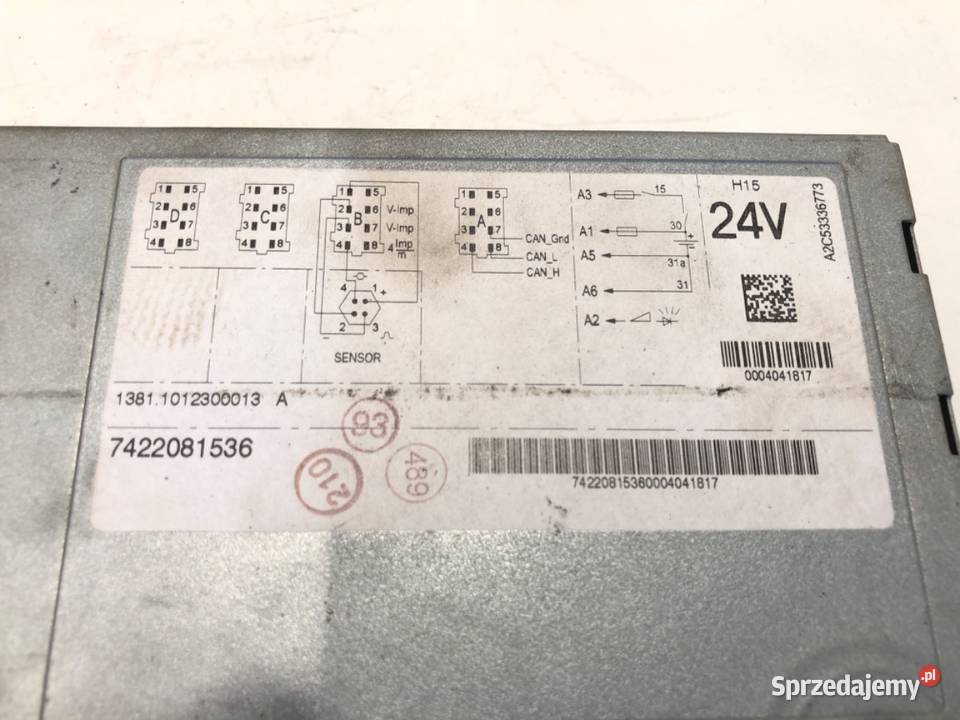 1 5
2 6
3 7
4 8
D
1 5
2 6
3 7
4 8
C
1 5
2 6
3 7
4 8
B
V-Imp
V-Imp
4 Imp/m
1 5
2 6
3 7
4 8
A
CAN_Gnd
CAN_L
CAN_H
4 1 +
2 3
−
SENSOR
A3 15
A1 30
+
A5 31a
A6 31
A2
H15
24V
A2C53336773
0004041817
1381.1012300013 A
7422081536
93
210
489
74220815360004041817
Sprzedajemy.pl